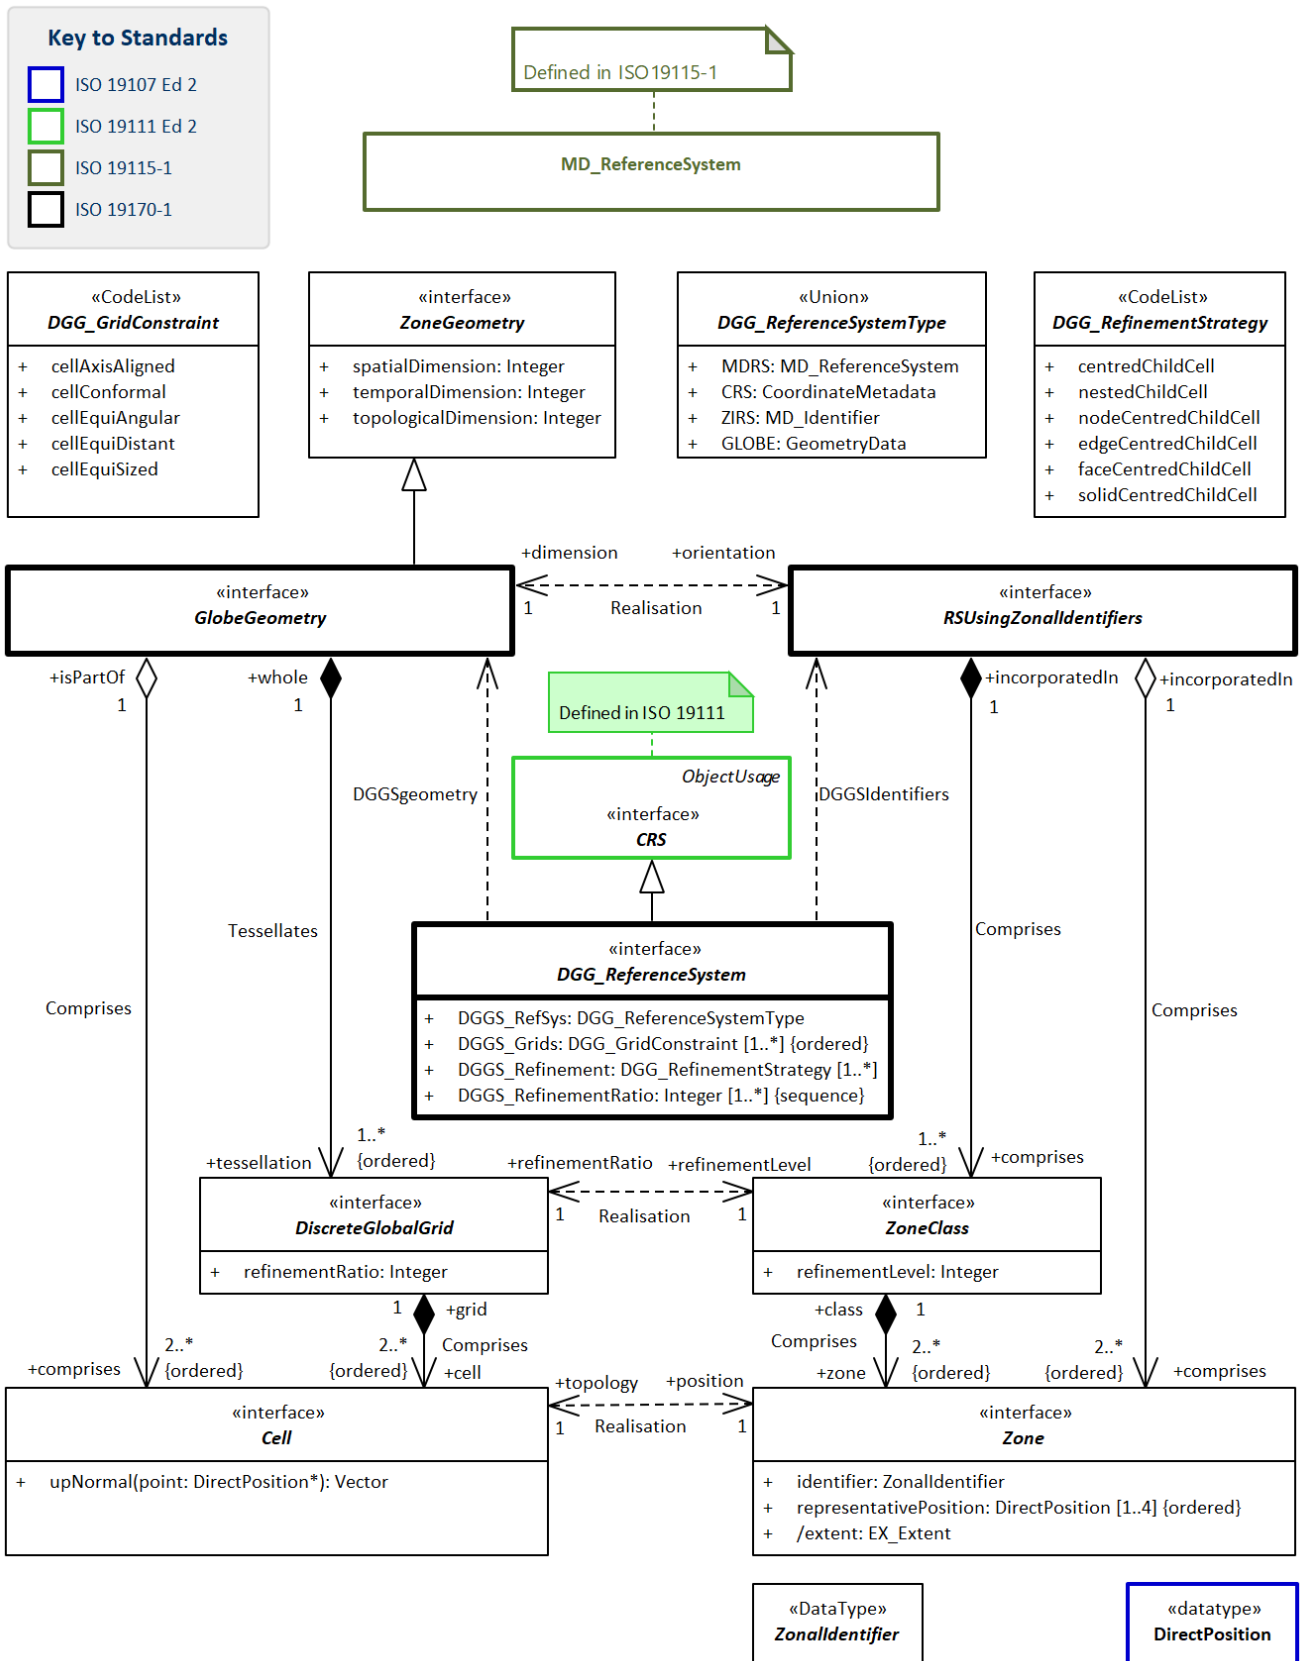 Key to Standards
ISO 19107 Ed 2
ISO 19111 Ed 2
ISO 19115-1
ISO 19170-1
Defined in ISO19115-1
MD_ReferenceSystem
«CodeList»
DGG_GridConstraint
+ cellAxisAligned
+ cellConformal
+ cellEquiAngular
+ cellEquiDistant
+ cellEquiSized
«interface»
ZoneGeometry
+ spatialDimension: Integer
+ temporalDimension: Integer
+ topologicalDimension: Integer
«Union»
DGG_ReferenceSystemType
+ MDRS: MD_ReferenceSystem
+ CRS: CoordinateMetadata
+ ZIRS: MD_Identifier
+ GLOBE: GeometryData
«CodeList»
DGG_RefinementStrategy
+ centredChildCell
+ nestedChildCell
+ nodeCentredChildCell
+ edgeCentredChildCell
+ faceCentredChildCell
+ solidCentredChildCell
«interface»
GlobeGeometry
+dimension
+orientation
1
Realisation
1
«interface»
RSUsingZonalIdentifiers
+isPartOf
1
+whole
1
+incorporatedIn
1
+incorporatedIn
1
Defined in ISO 19111
ObjectUsage
«interface»
CRS
DGGSgeometry
DGGSIdentifiers
Tessellates
Comprises
Comprises
Comprises
«interface»
DGG_ReferenceSystem
+ DGGS_RefSys: DGG_ReferenceSystemType
+ DGGS_Grids: DGG_GridConstraint [1..*] {ordered}
+ DGGS_Refinement: DGG_RefinementStrategy [1..*]
+ DGGS_RefinementRatio: Integer [1..*] {sequence}
1..*
{ordered}
+tessellation
+refinementRatio
+refinementLevel
1..*
{ordered}
+comprises
«interface»
DiscreteGlobalGrid
+ refinementRatio: Integer
1
Realisation
1
«interface»
ZoneClass
+ refinementLevel: Integer
1
+grid
2..*
{ordered}
Comprises
+cell
2..*
{ordered}
+comprises
+class
1
Comprises
+zone
2..*
{ordered}
2..*
{ordered}
+comprises
«interface»
Cell
+ upNormal(point: DirectPosition*): Vector
+topology
+position
1
Realisation
1
«interface»
Zone
+ identifier: ZonalIdentifier
+ representativePosition: DirectPosition [1..4] {ordered}
+ /extent: EX_Extent
«DataType»
ZonalIdentifier
«datatype»
DirectPosition